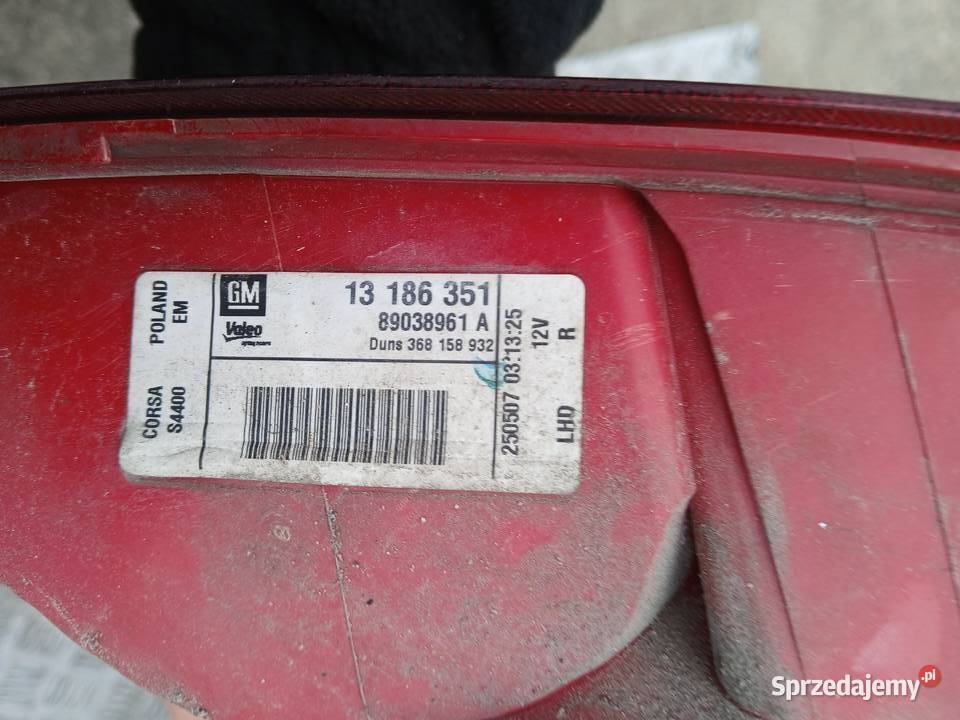 POLAND
EM
CORSA
S4400
GM
Valeo
13 186 351
89038961 A
Duns 368 158 932
250507 03:13:25
LHD 12V
R
Sprzedajemy.pl